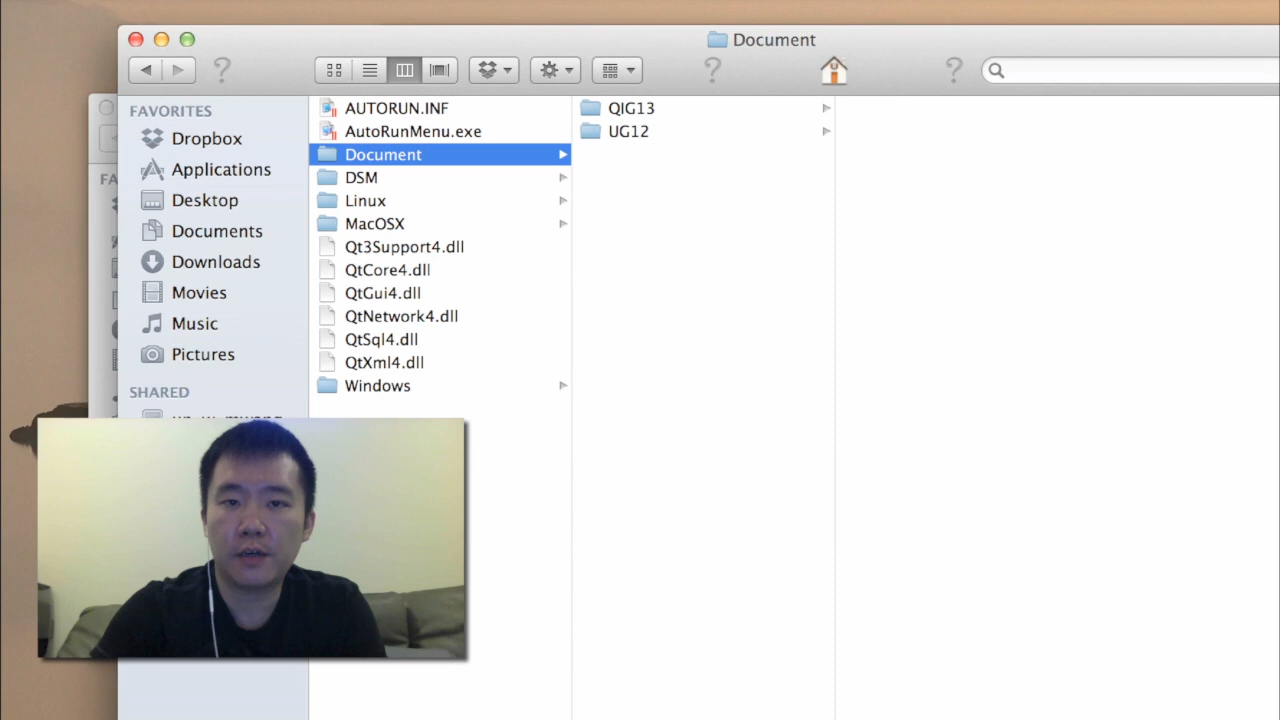 Document
FAVORITES
Dropbox
Applications
Desktop
Documents
Downloads
Movies
Music
Pictures
SHARED
AUTORUN.INF
AutoRunMenu.exe
Document
DSM
Linux
MacOSX
Qt3Support4.dll
QtCore4.dll
QtGui4.dll
QtNetwork4.dll
QtSql4.dll
QtXml4.dll
Windows
QIG13
UG12
FA